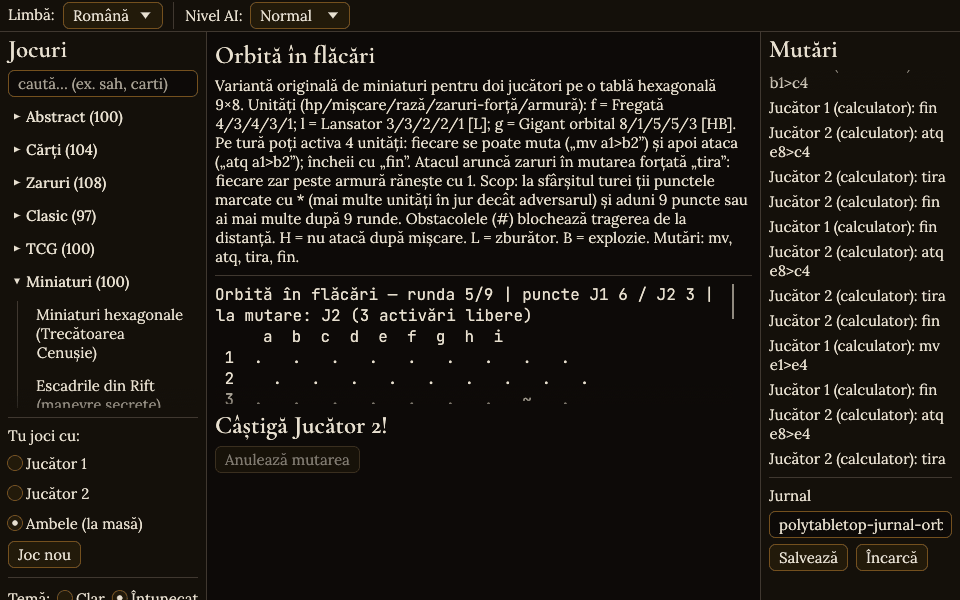 Limbă: Română ▼ Nivel AI: Normal ▼
Jocuri
caută... (ex. sah, carti)
▸ Abstract (100)
▸ Cărți (104)
▸ Zaruri (108)
▸ Clasic (97)
▸ TCG (100)
▾ Miniaturi (100)
Miniaturi hexagonale
(Trecătoarea
Cenușie)
Escadrile din Rift
(manevre secrete)
Tu joci cu:
Jucător 1
Jucător 2
Ambele (la masă)
Joc nou
Temă: Clar Întunecat
Orbită în flăcări
Variantă originală de miniaturi pentru doi jucători pe o tablă hexagonală
9×8. Unități (hp/mișcare/rază/zaruri-forță/armură): f = Fregată
4/3/4/3/1; l = Lansator 3/3/2/2/1 [L]; g = Gigant orbital 8/1/5/5/3 [HB].
Pe tură poți activa 4 unități: fiecare se poate muta („mv a1>b2”) și apoi ataca
(„atq a1>b2”); închei cu „fin”. Atacul aruncă zaruri în mutarea forțată „tira”:
fiecare zar peste armură rănește cu 1. Scop: la sfârșitul turei ții punctele
marcate cu * (mai multe unități în jur decât adversarul) și aduni 9 puncte sau
ai mai multe după 9 runde. Obstacolele (#) blochează tragerea de la
distanță. H = nu atacă după mișcare. L = zburător. B = explozie. Mutări: mv,
atq, tira, fin.
Orbită în flăcări — runda 5/9 | puncte J1 6 / J2 3 |
la mutare: J2 (3 activări libere)
a b c d e f g h i
1 . . . . . . . . .
2 . . . . . . . . .
3 . . . . . . . ~ .
Câștigă Jucător 2!
Anulează mutarea
Mutări
b1>c4
Jucător 1 (calculator): fin
Jucător 2 (calculator): atq
e8>c4
Jucător 2 (calculator): tira
Jucător 2 (calculator): fin
Jucător 1 (calculator): fin
Jucător 2 (calculator): atq
e8>c4
Jucător 2 (calculator): tira
Jucător 2 (calculator): fin
Jucător 1 (calculator): mv
e1>e4
Jucător 1 (calculator): fin
Jucător 2 (calculator): atq
e8>e4
Jucător 2 (calculator): tira
Jurnal
polytabletop-jurnal-orb
Salvează Încarcă